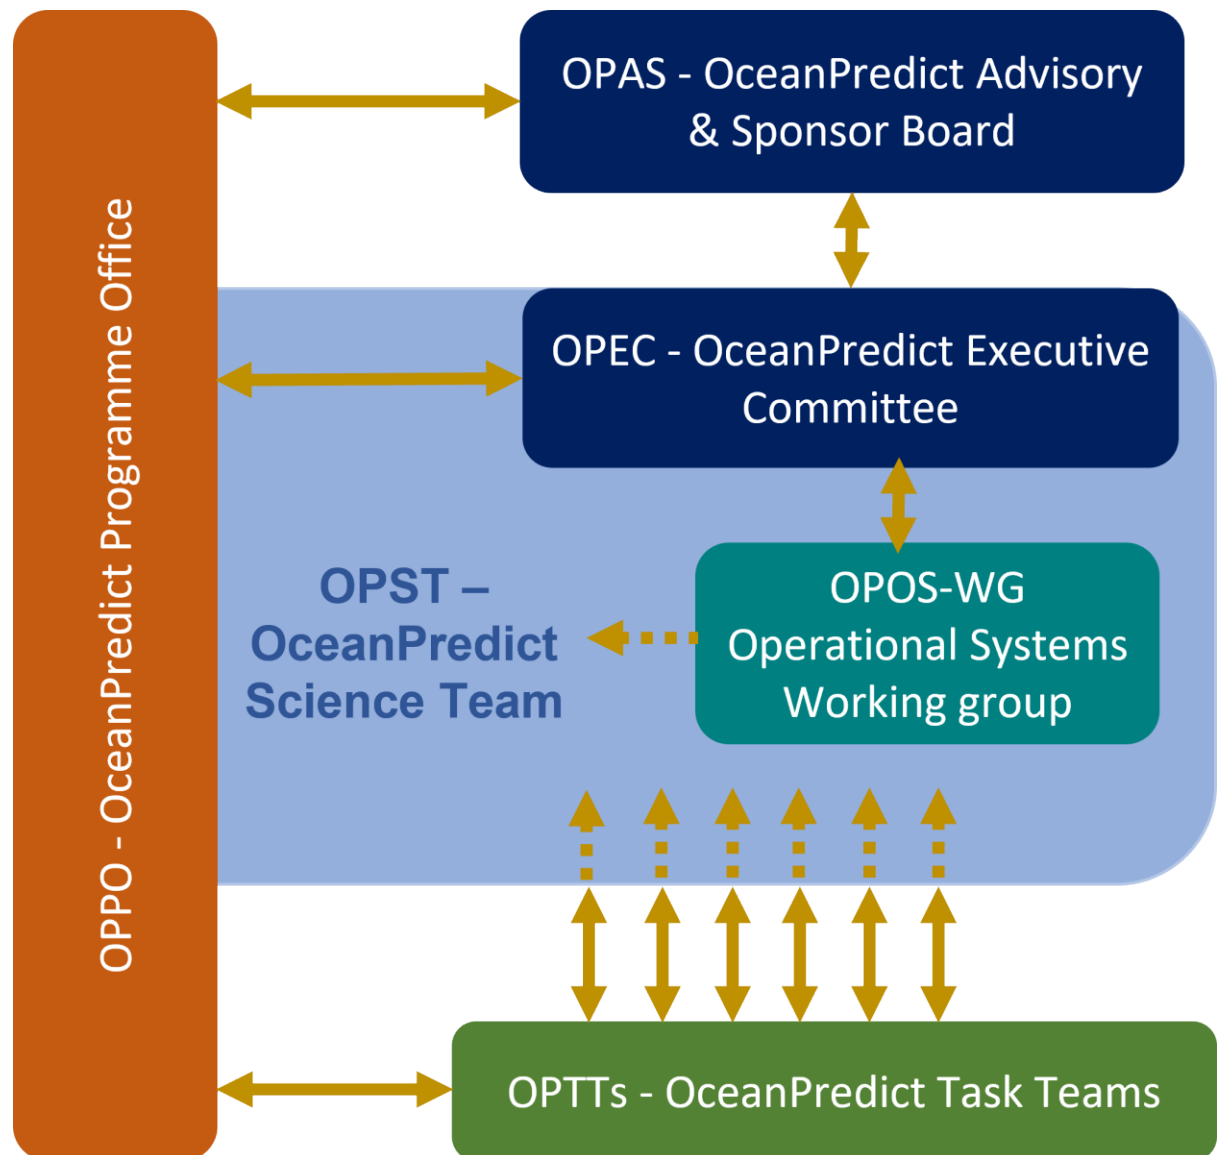 OPPO - OceanPredict Programme Office
OPAS - OceanPredict Advisory
& Sponsor Board
OPEC - OceanPredict Executive
Committee
OPST –
OceanPredict
Science Team
OPOS-WG
Operational Systems
Working group
OPTTs - OceanPredict Task Teams